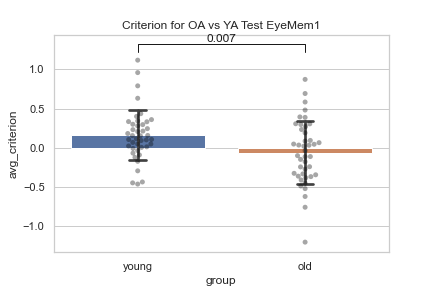 Criterion for OA vs YA Test EyeMem1
0.007
1.0
0.5
0.0
−0.5
−1.0
avg_criterion
young
old
group